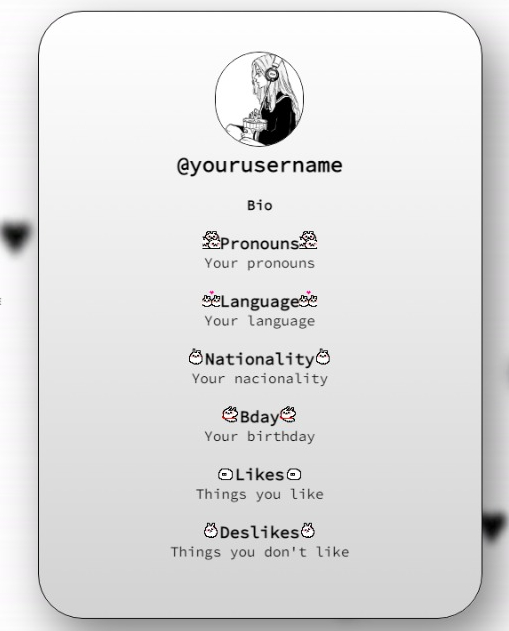 @yourusername
Bio
Pronouns
Your pronouns
Language
Your language
Nationality
Your nacionality
Bday
Your birthday
Likes
Things you like
Deslikes
Things you don't like